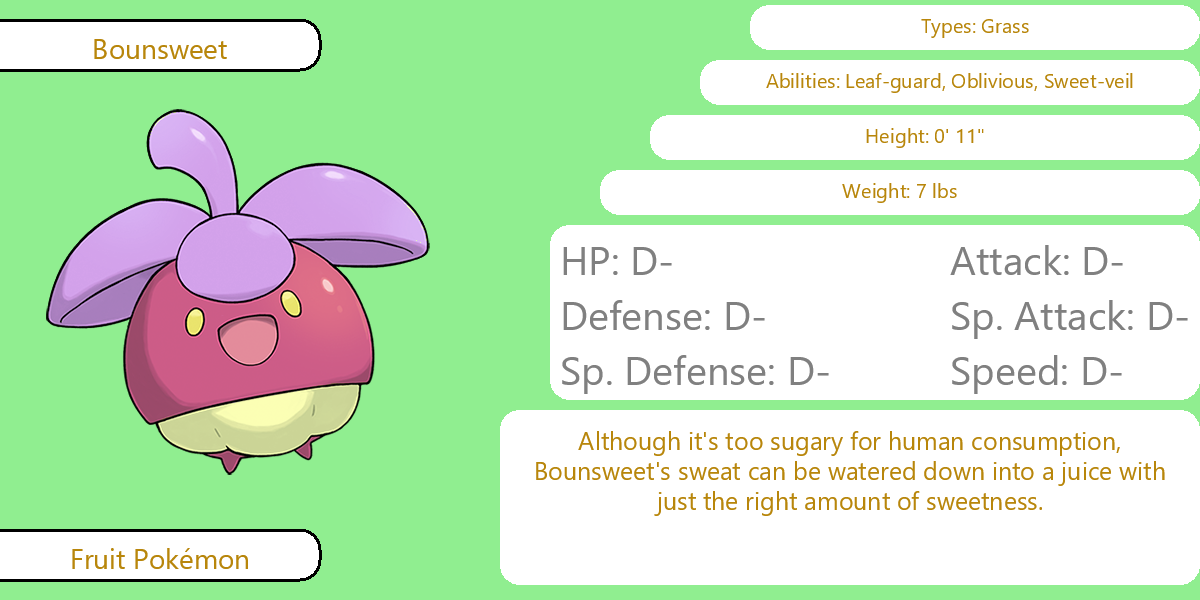 Bounsweet
Types: Grass
Abilities: Leaf-guard, Oblivious, Sweet-veil
Height: 0' 11"
Weight: 7 lbs
HP: D-
Attack: D-
Defense: D-
Sp. Attack: D-
Sp. Defense: D-
Speed: D-
Although it's too sugary for human consumption,
Bounsweet's sweat can be watered down into a juice with
just the right amount of sweetness.
Fruit Pokémon